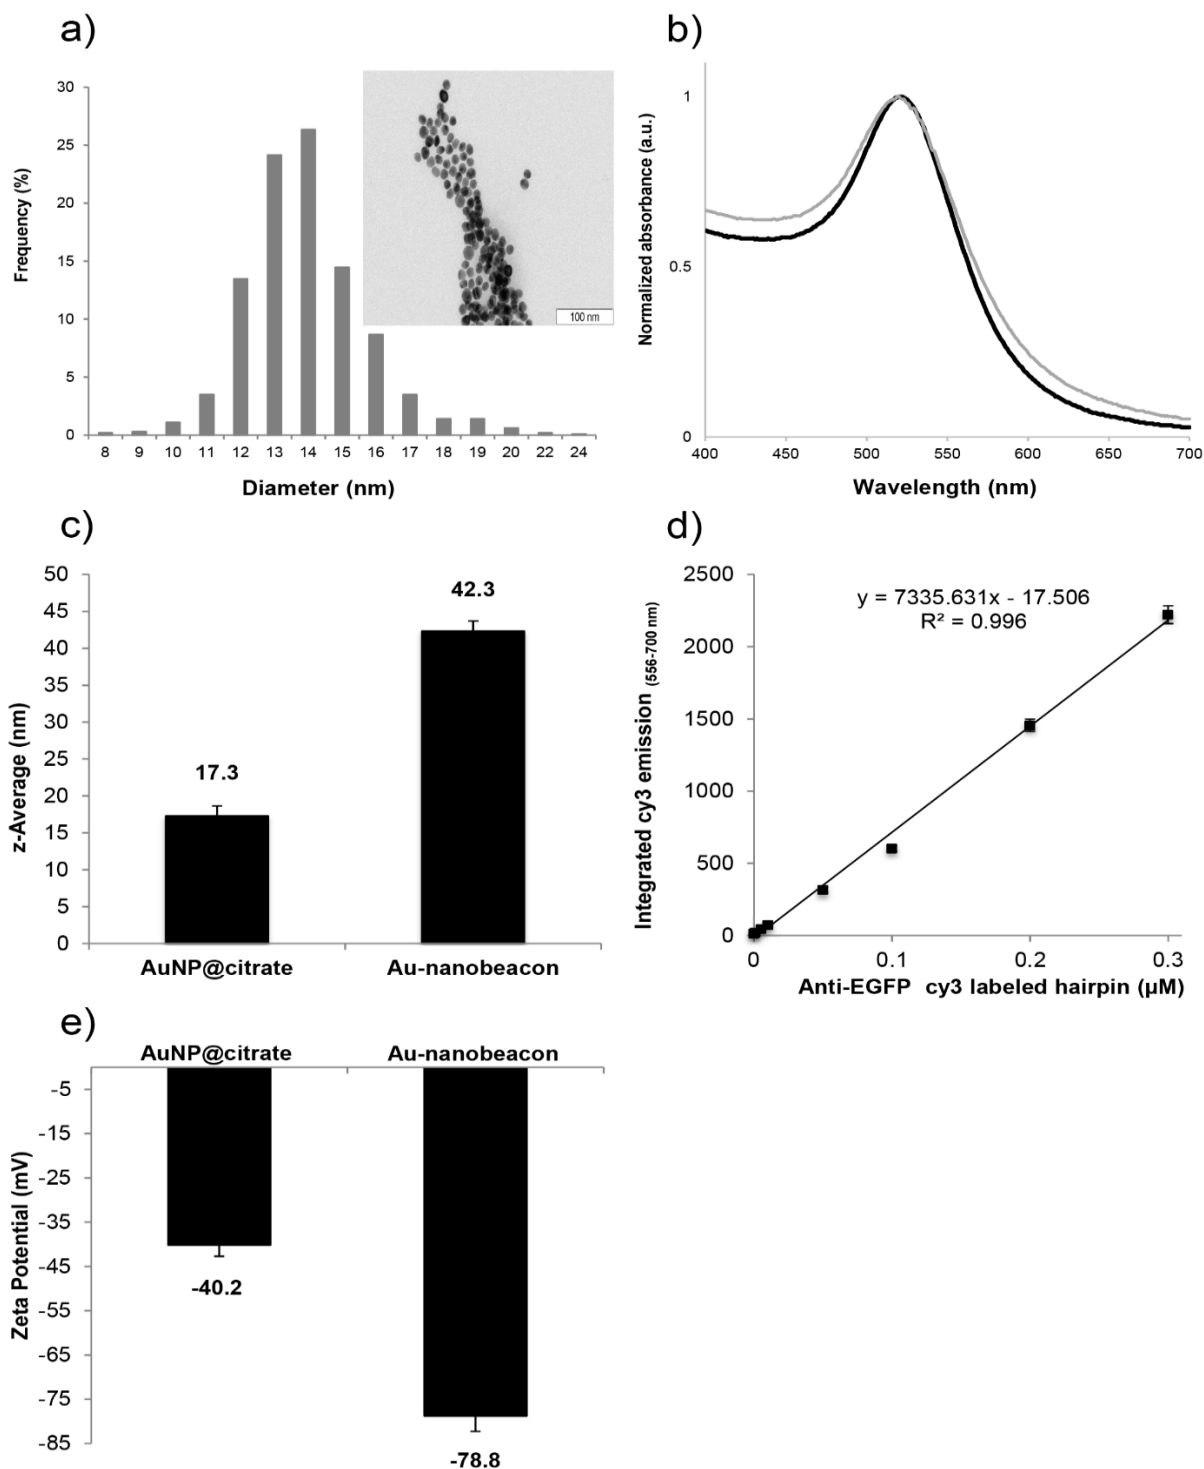 a)
30
25
20
15
10
5
0
Frequency (%)
100 nm
8 9 10 11 12 13 14 15 16 17 18 19 20 22 24
Diameter (nm)
b)
1
0.5
0
Normalized absorbance (a.u.)
400 450 500 550 600 650 700
Wavelength (nm)
c)
50
45
40
35
30
25
20
15
10
5
0
z-Average (nm)
17.3
42.3
AuNP@citrate Au-nanobeacon
d)
2500
2000
1500
1000
500
0
Integrated cy3 emission (556-700 nm)
y = 7335.631x - 17.506
R² = 0.996
0 0.1 0.2 0.3
Anti-EGFP cy3 labeled hairpin (µM)
e)
AuNP@citrate Au-nanobeacon
-5
-15
-25
-35
-45
-55
-65
-75
-85
Zeta Potential (mV)
-40.2
-78.8